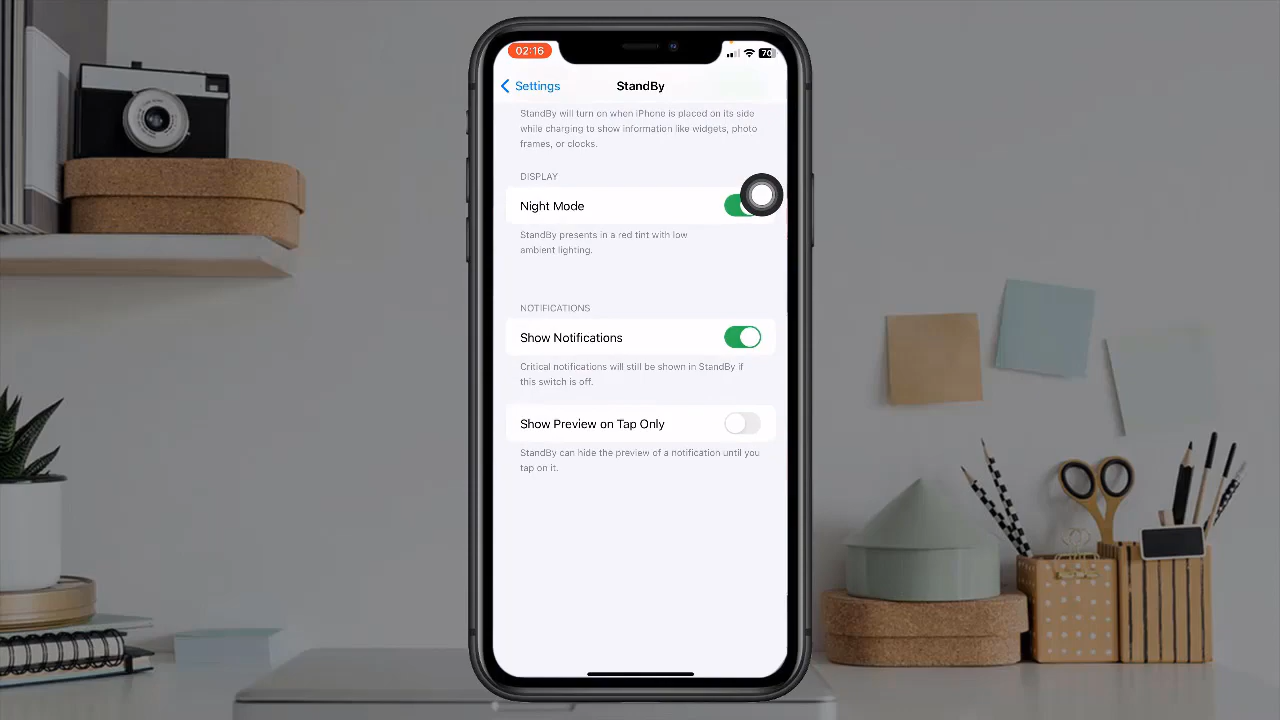 02:16
70
Settings
StandBy
StandBy will turn on when iPhone is placed on its side
while charging to show information like widgets, photo
frames, or clocks.
DISPLAY
Night Mode
StandBy presents in a red tint with low
ambient lighting.
NOTIFICATIONS
Show Notifications
Critical notifications will still be shown in StandBy if
this switch is off.
Show Preview on Tap Only
StandBy can hide the preview of a notification until you
tap on it.